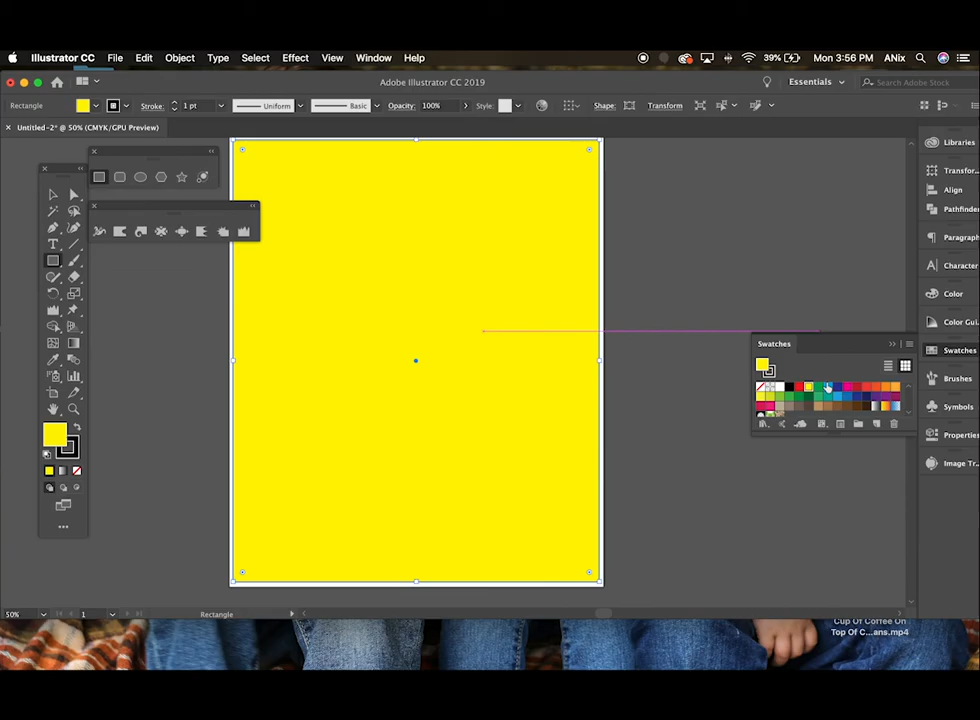 Illustrator CC File Edit Object Type Select Effect Window Help 39% Mon 3:56 PM ANix
Adobe Illustrator CC 2019 Essentials Search Adobe Stock
Rectangle Stroke: 1 pt Uniform Basic Opacity: 100% Style: Shape: Transform
Untitled-2* @ 50% (CMYK/GPU Preview)
Libraries
Transfor...
Align
Pathfinde
Paragraph
Character
Color
Color Gui...
Swatches
Swatches
Brushes
Symbols
Properties
Image Tr...
50% 1 Rectangle
Cup Of Coffee On
Top Of C...ans.mp4